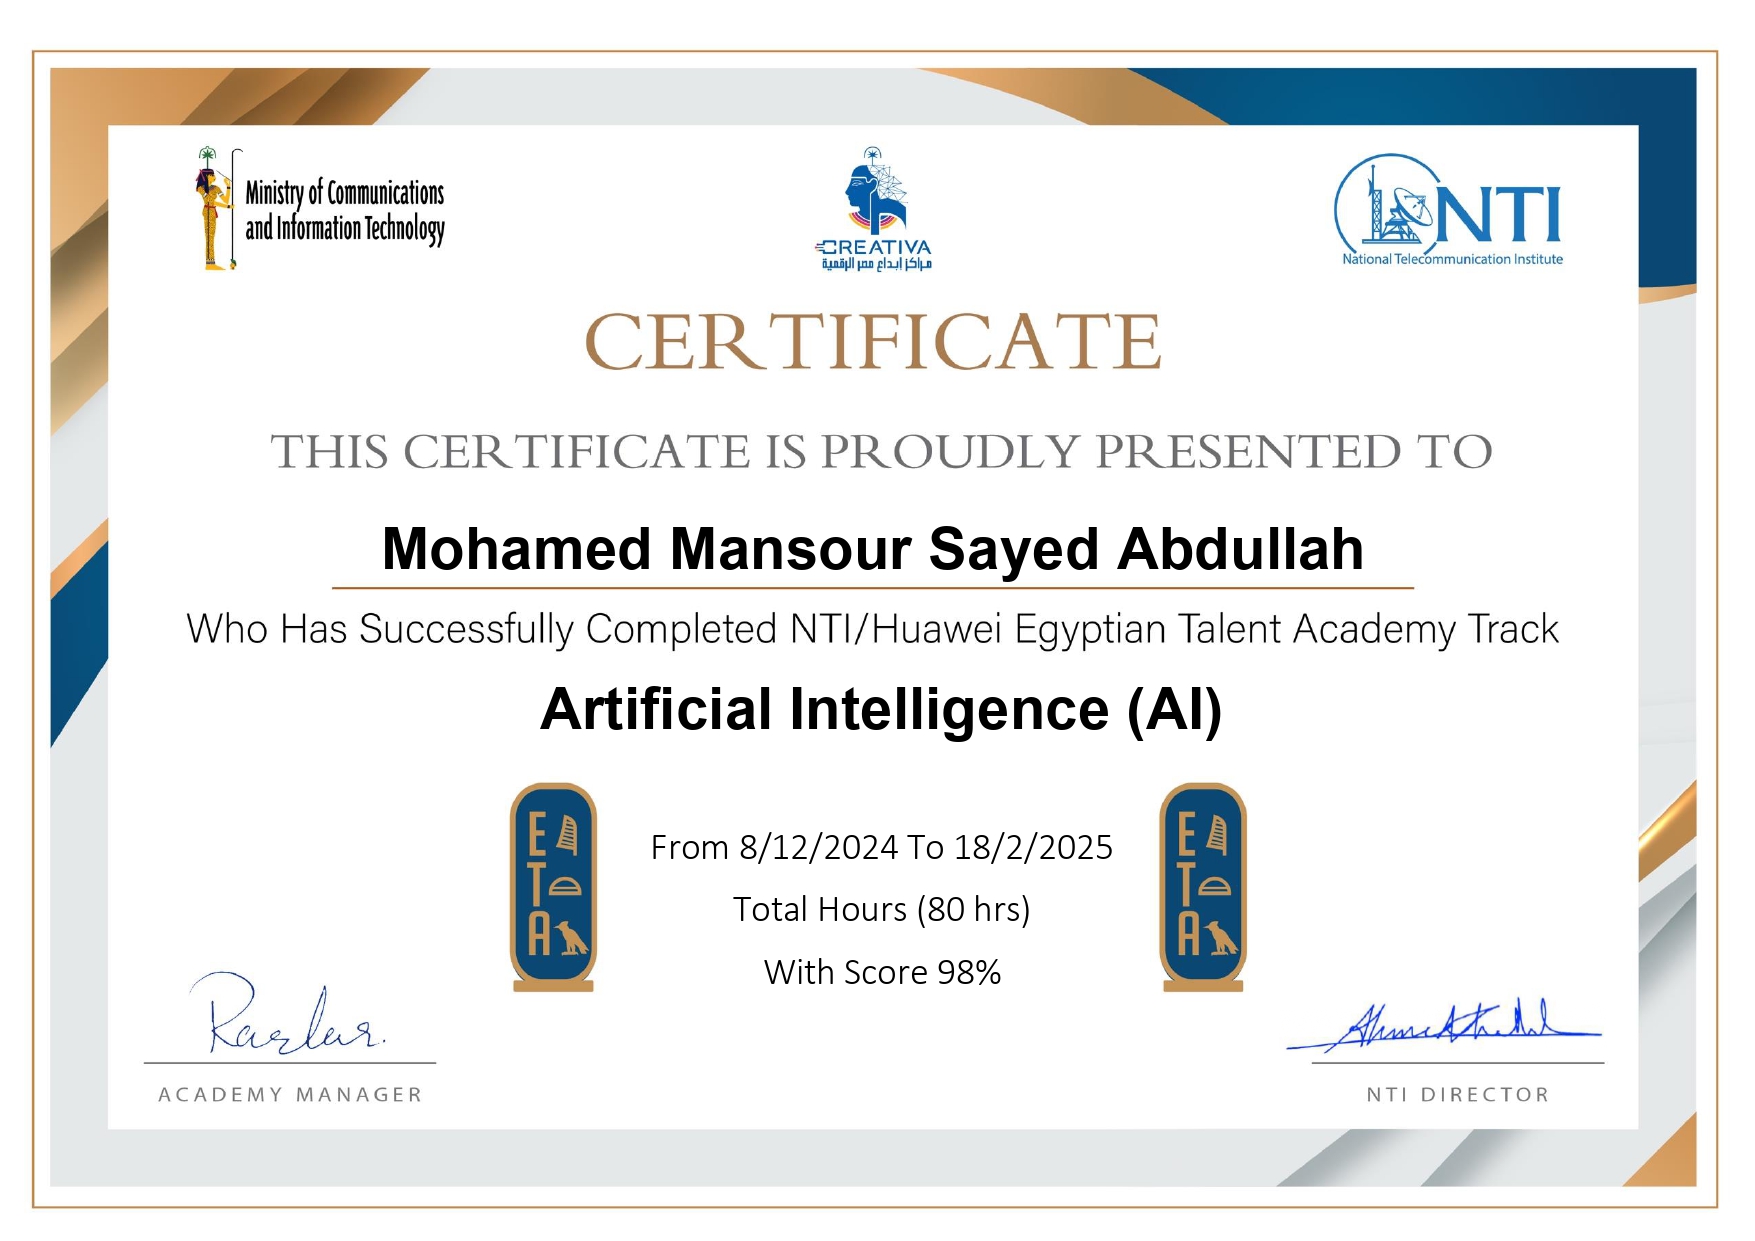 Ministry of Communications
and Information Technology
CREATIVA
مراكز إبداع مصر الرقمية
NTI
National Telecommunication Institute
CERTIFICATE
THIS CERTIFICATE IS PROUDLY PRESENTED TO
Mohamed Mansour Sayed Abdullah
Who Has Successfully Completed NTI/Huawei Egyptian Talent Academy Track
Artificial Intelligence (AI)
ETA
ETA
From 8/12/2024 To 18/2/2025
Total Hours (80 hrs)
With Score 98%
ACADEMY MANAGER
NTI DIRECTOR